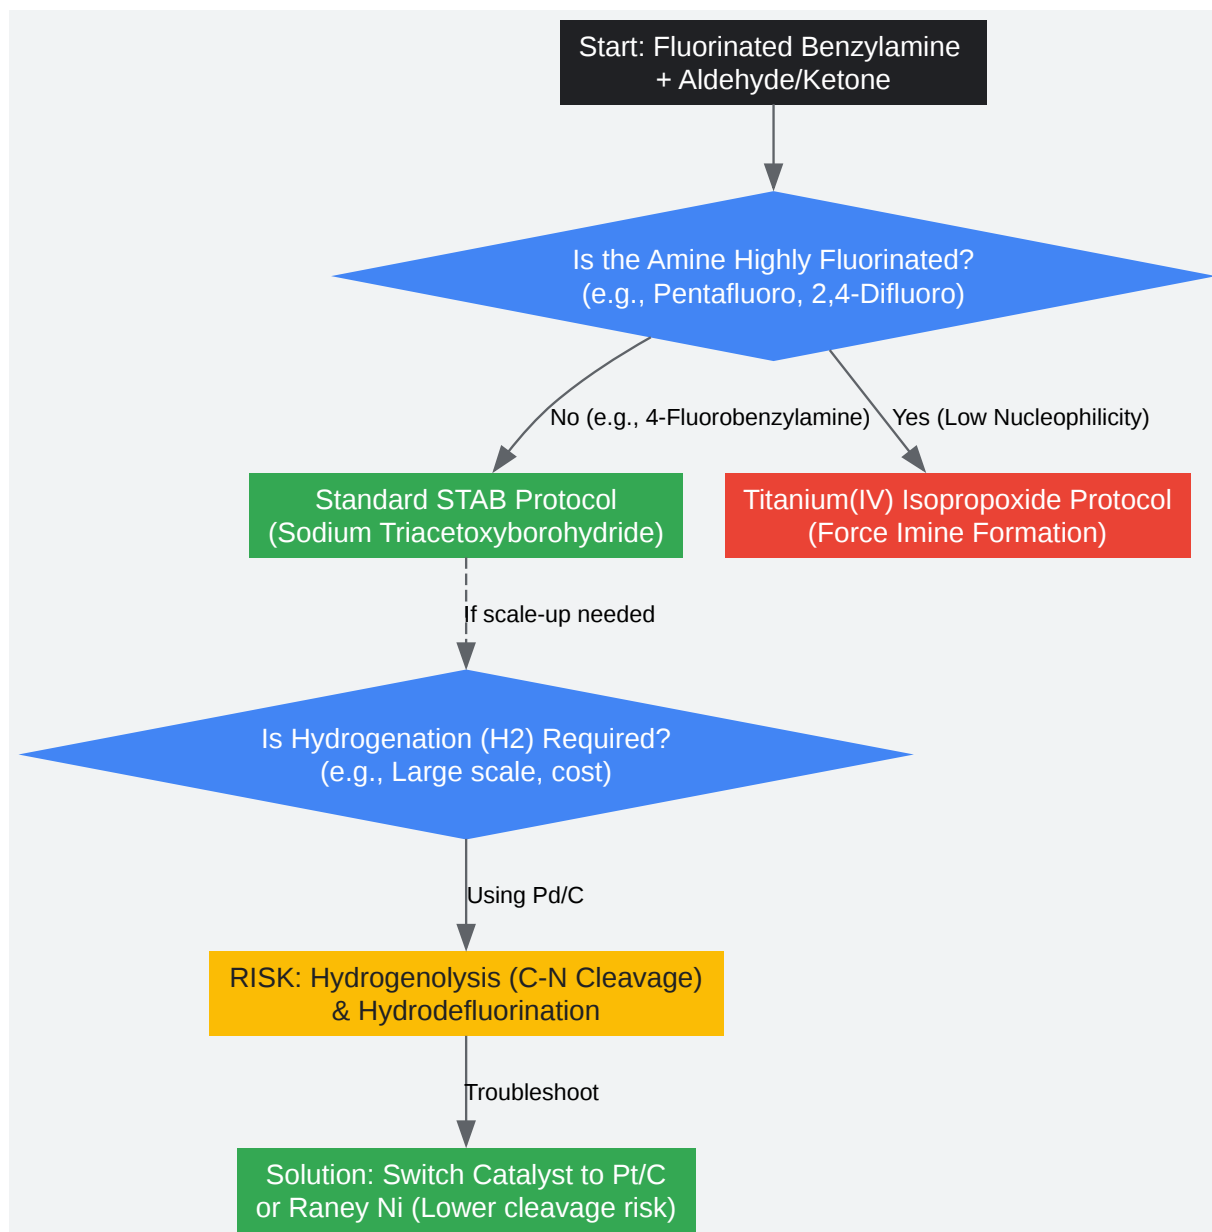 Start: Fluorinated Benzylamine
+ Aldehyde/Ketone
Is the Amine Highly Fluorinated?
(e.g., Pentafluoro, 2,4-Difluoro)
No (e.g., 4-Fluorobenzylamine)
Yes (Low Nucleophilicity)
Standard STAB Protocol
(Sodium Triacetoxyborohydride)
Titanium(IV) Isopropoxide Protocol
(Force Imine Formation)
If scale-up needed
Is Hydrogenation (H2) Required?
(e.g., Large scale, cost)
Using Pd/C
RISK: Hydrogenolysis (C-N Cleavage)
& Hydrodefluorination
Troubleshoot
Solution: Switch Catalyst to Pt/C
or Raney Ni (Lower cleavage risk)